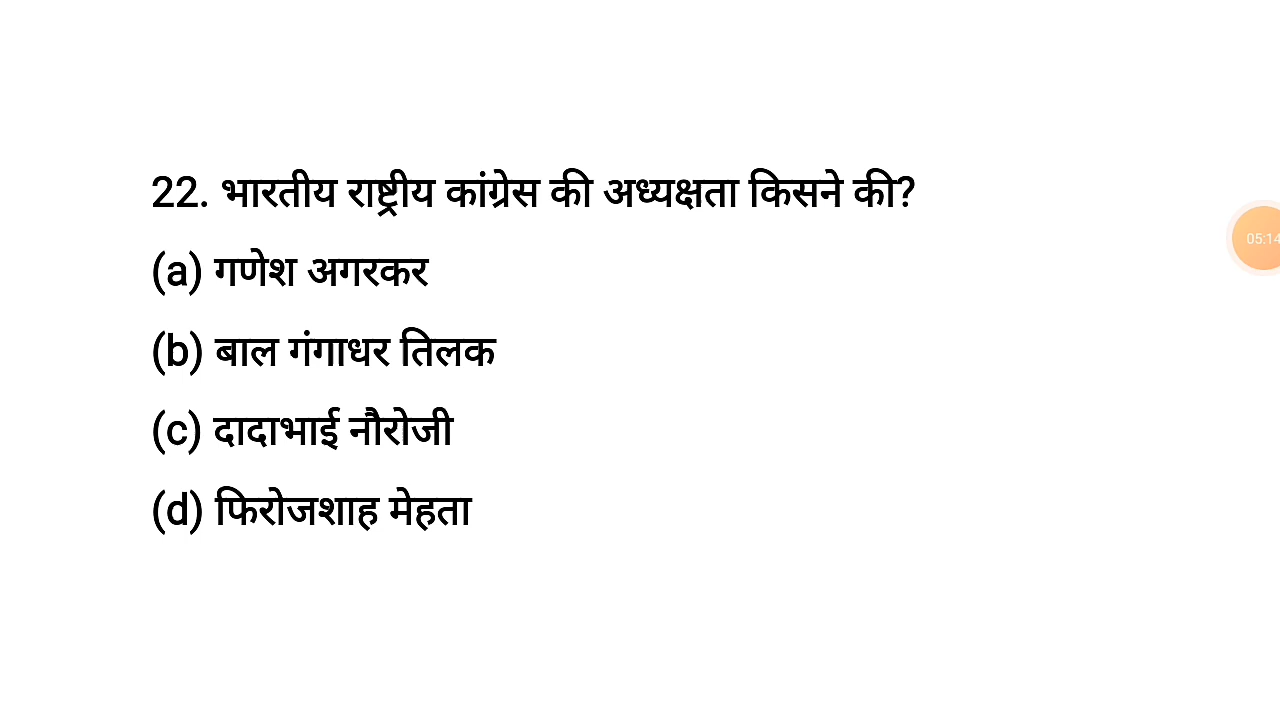 22. भारतीय राष्ट्रीय कांग्रेस की अध्यक्षता किसने की?
(a) गणेश अगरकर
(b) बाल गंगाधर तिलक
(c) दादाभाई नौरोजी
(d) फिरोजशाह मेहता
05:14